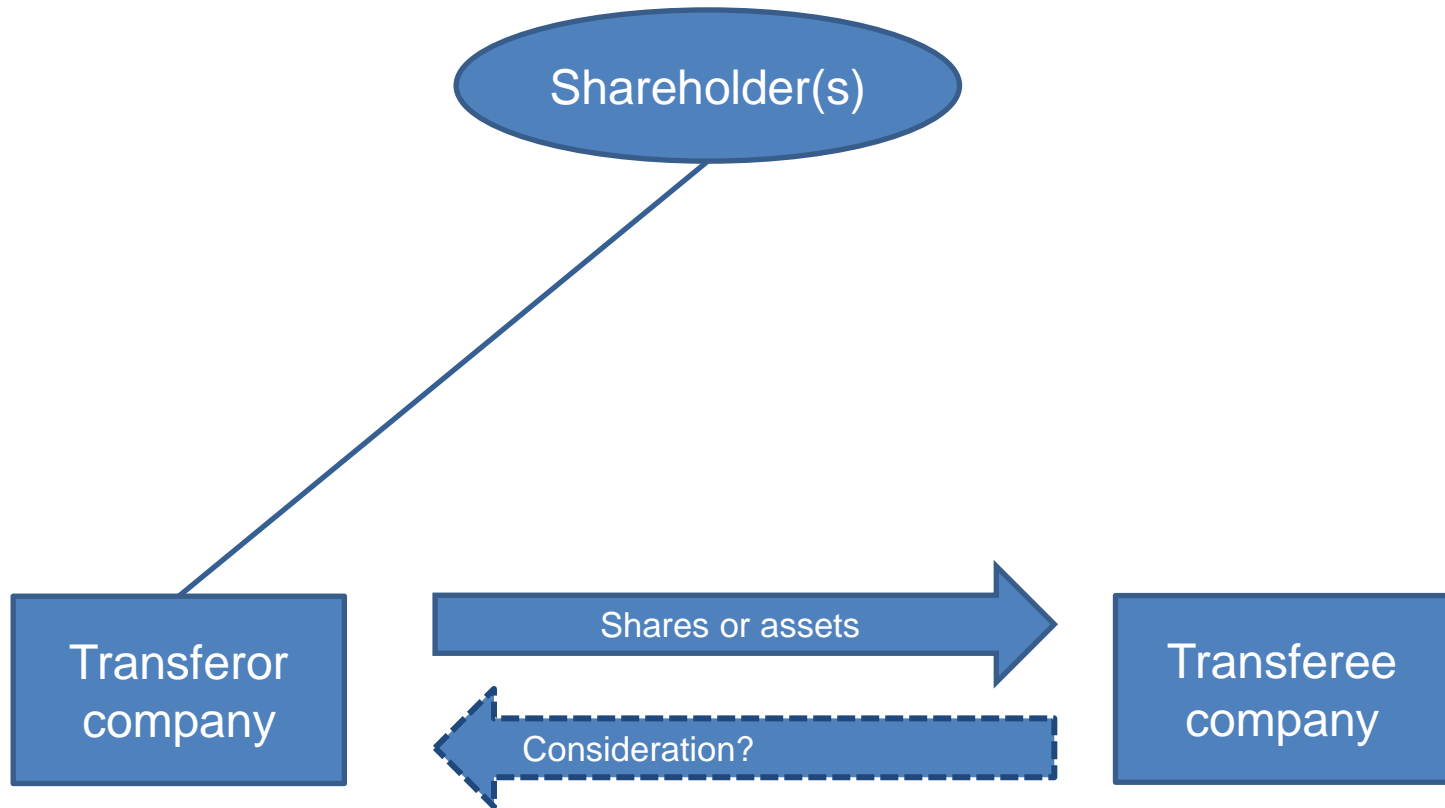 Shareholder(s)
Shares or assets
Transferor
company
Transferee
company
Consideration?